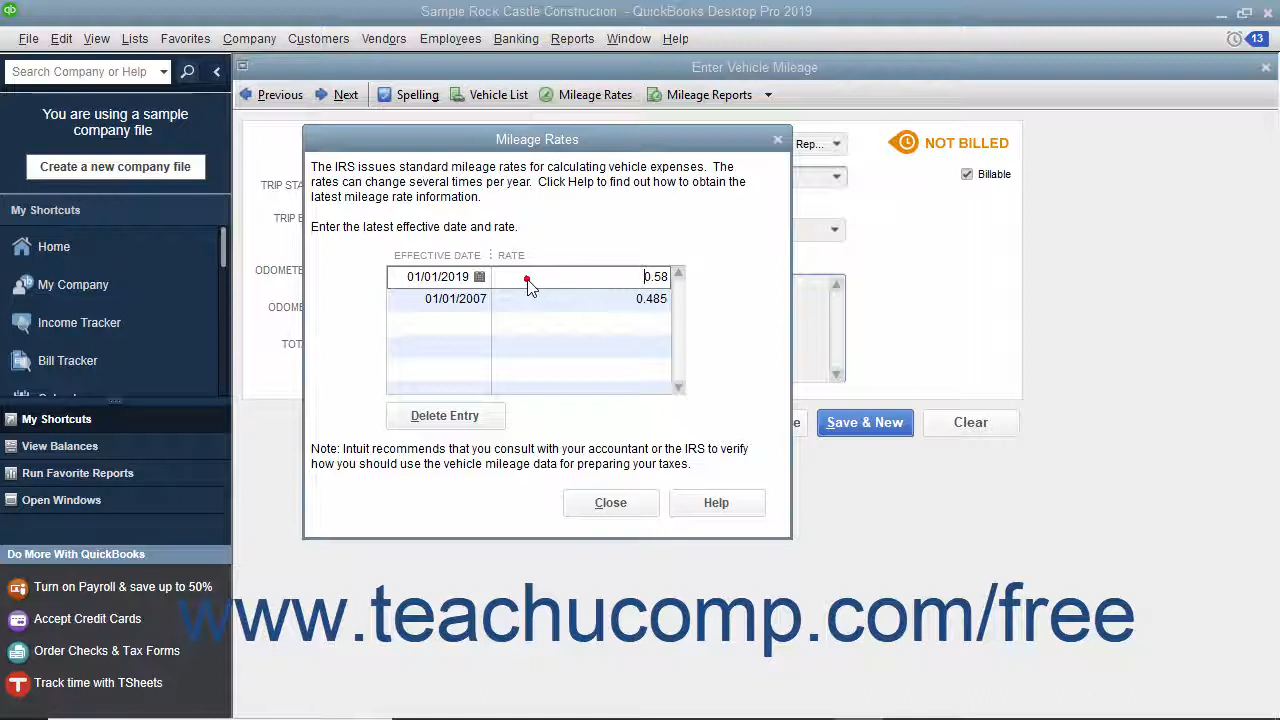 Sample Rock Castle Construction - QuickBooks Desktop Pro 2019
File Edit View Lists Favorites Company Customers Vendors Employees Banking Reports Window Help
13
Search Company or Help
Enter Vehicle Mileage
Previous Next Spelling Vehicle List Mileage Rates Mileage Reports
You are using a sample
company file
Create a new company file
My Shortcuts
Home
My Company
Income Tracker
Bill Tracker
My Shortcuts
View Balances
Run Favorite Reports
Open Windows
Do More With QuickBooks
Turn on Payroll & save up to 50%
Accept Credit Cards
Order Checks & Tax Forms
Track time with TSheets
Rep...
NOT BILLED
Billable
TRIP STA
TRIP E
ODOMETE
ODOME
TOT
Mileage Rates
The IRS issues standard mileage rates for calculating vehicle expenses. The
rates can change several times per year. Click Help to find out how to obtain the
latest mileage rate information.
Enter the latest effective date and rate.
EFFECTIVE DATE RATE
01/01/2019 0.58
01/01/2007 0.485
Delete Entry
Note: Intuit recommends that you consult with your accountant or the IRS to verify
how you should use the vehicle mileage data for preparing your taxes.
Close Help
e Save & New Clear
www.teachucomp.com/free